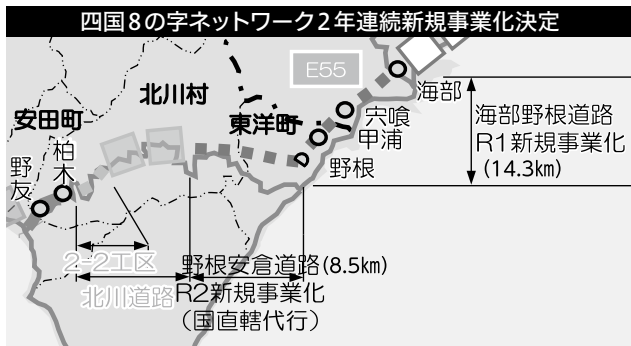 四国8の字ネットワーク2年連続新規事業化決定
E55
海部
北川村
安田町
東洋町
宍喰
甲浦
海部野根道路
R1新規事業化
(14.3km)
柏木
野友
野根
2-2工区
野根安倉道路(8.5km)
北川道路
R2新規事業化
(国直轄代行)